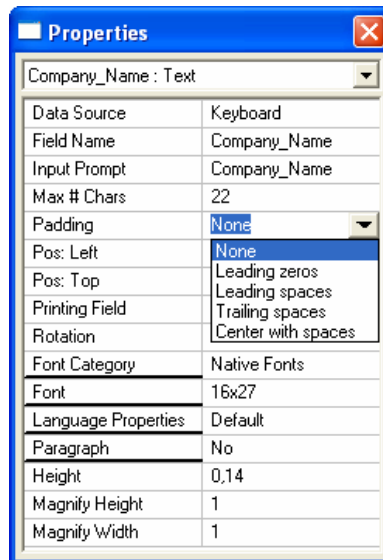 Properties
Company_Name : Text
Data Source Keyboard
Field Name Company_Name
Input Prompt Company_Name
Max # Chars 22
Padding None
Pos: Left None
Leading zeros
Pos: Top Leading spaces
Printing Field Trailing spaces
Rotation Center with spaces
Font Category Native Fonts
Font 16x27
Language Properties Default
Paragraph No
Height 0,14
Magnify Height 1
Magnify Width 1